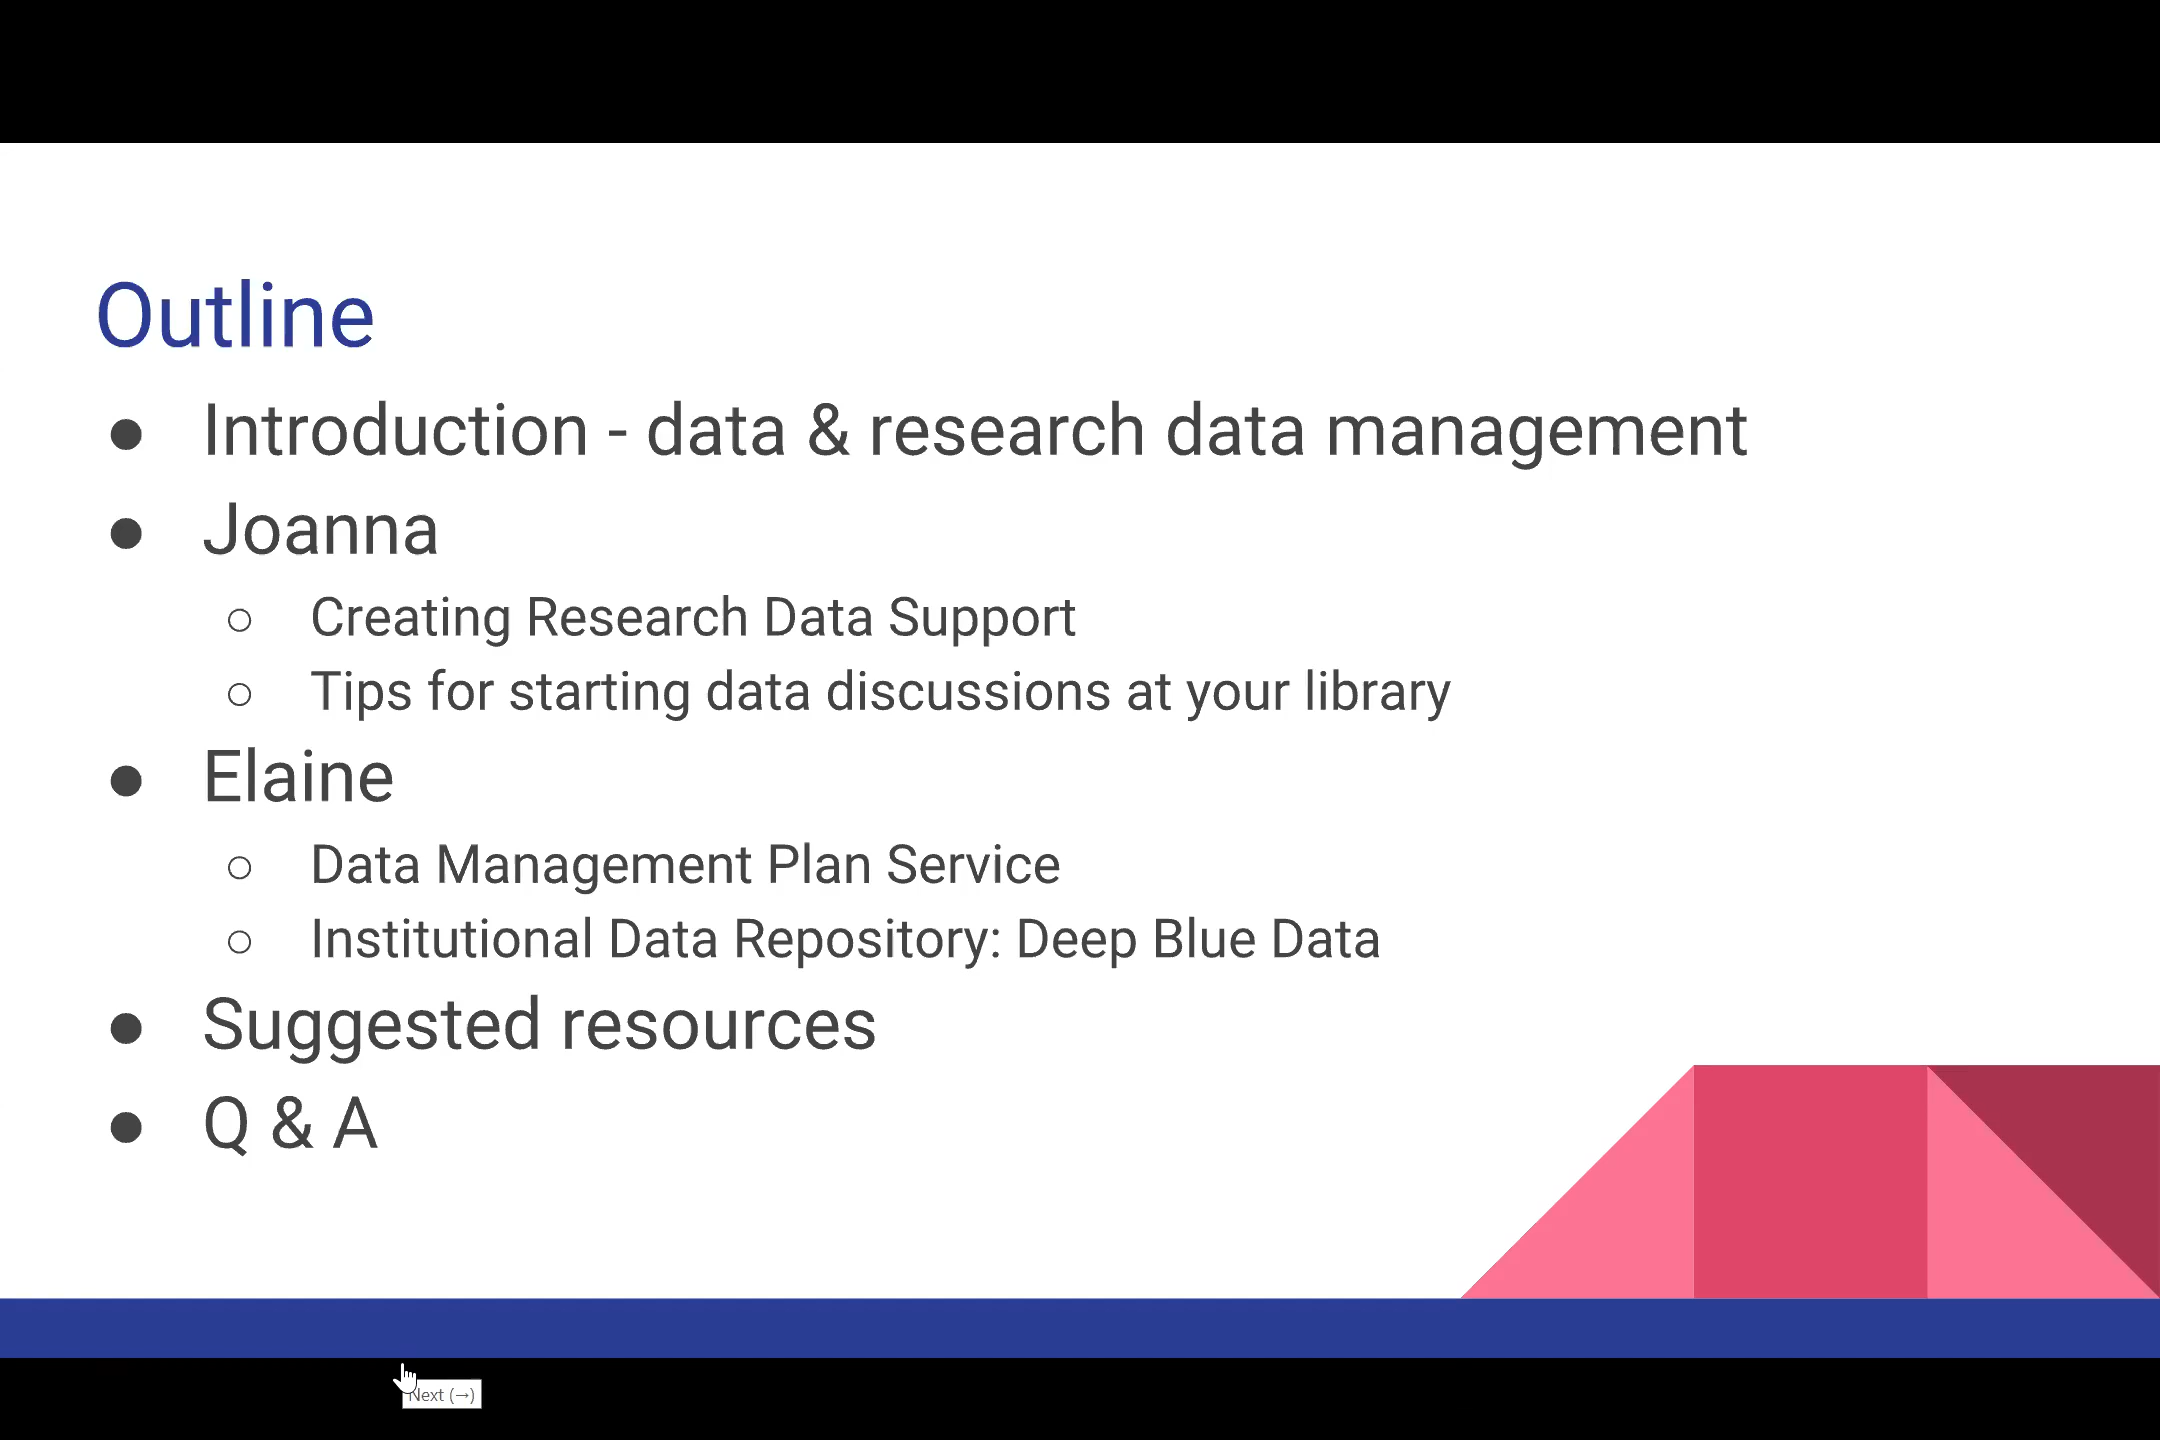 Outline
● Introduction - data & research data management
● Joanna
○ Creating Research Data Support
○ Tips for starting data discussions at your library
● Elaine
○ Data Management Plan Service
○ Institutional Data Repository: Deep Blue Data
● Suggested resources
● Q & A
Next (→)